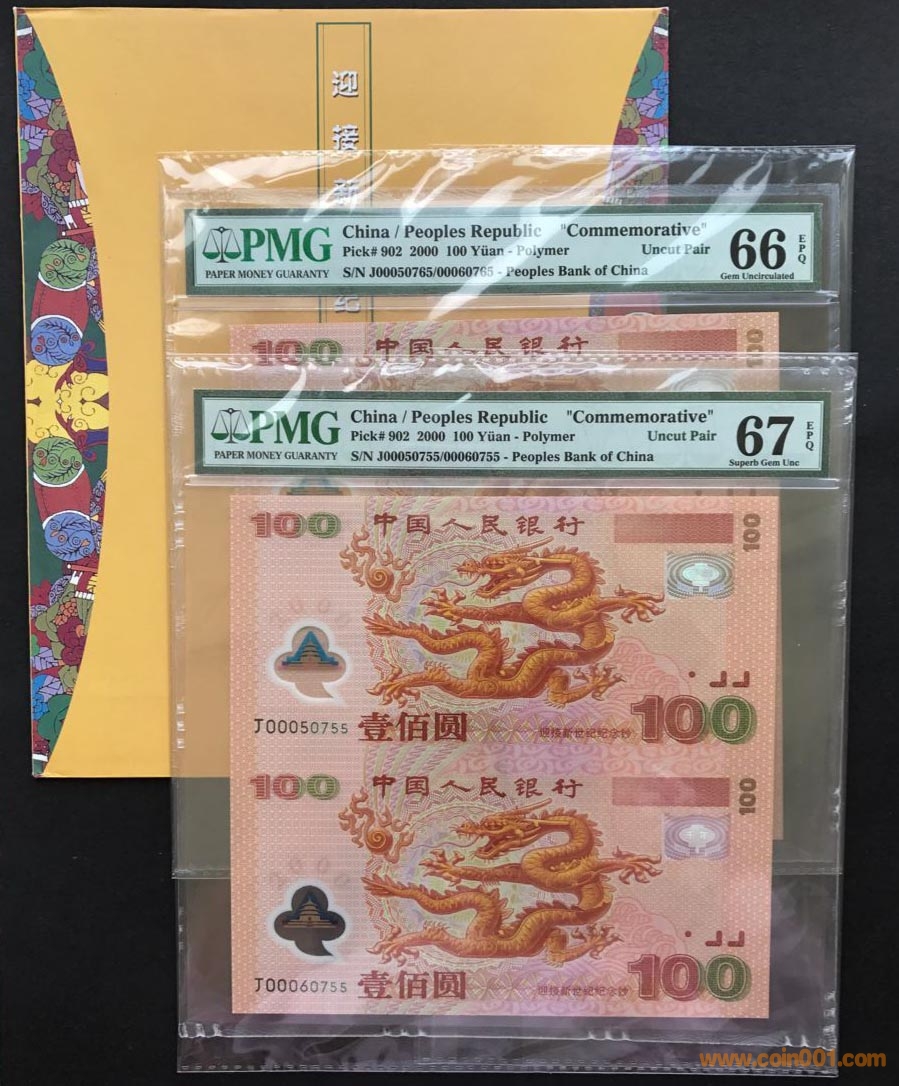 迎接新
纪
PMG
PAPER MONEY GUARANTY
China / Peoples Republic "Commemorative"
Pick# 902 2000 100 Yüan - Polymer Uncut Pair
S/N J00050765/00060765 - Peoples Bank of China
66 EPQ
Gem Uncirculated
100 中国人民银行 100
PMG
PAPER MONEY GUARANTY
China / Peoples Republic "Commemorative"
Pick# 902 2000 100 Yüan - Polymer Uncut Pair
S/N J00050755/00060755 - Peoples Bank of China
67 EPQ
Superb Gem Unc
100 中国人民银行 100
J00050755 壹佰圆 迎接新世纪纪念钞 100
100 中国人民银行 100
J00060755 壹佰圆 迎接新世纪纪念钞 100
www.coin001.com